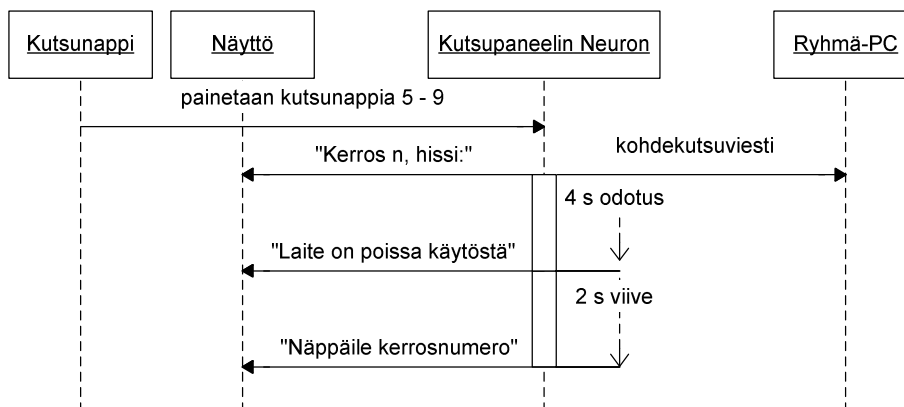 Kutsunappi
Näyttö
Kutsupaneelin Neuron
Ryhmä-PC
painetaan kutsunappia 5 - 9
"Kerros n, hissi:"
kohdekutsuviesti
4 s odotus
"Laite on poissa käytöstä"
2 s viive
"Näppäile kerrosnumero"